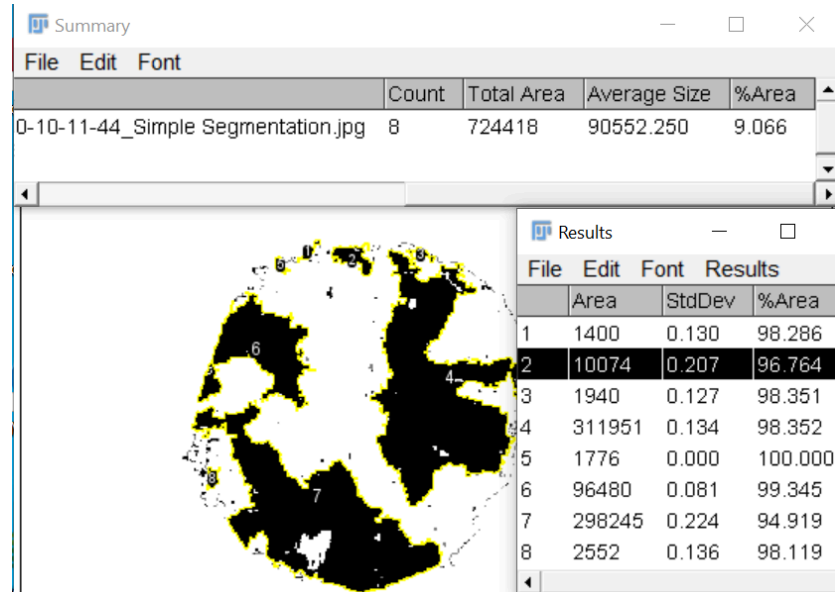 Summary
File Edit Font
Count Total Area Average Size %Area
0-10-11-44_Simple Segmentation.jpg 8 724418 90552.250 9.066
Results
File Edit Font Results
Area StdDev %Area
1 1400 0.130 98.286
2 10074 0.207 96.764
3 1940 0.127 98.351
4 311951 0.134 98.352
5 1776 0.000 100.000
6 96480 0.081 99.345
7 298245 0.224 94.919
8 2552 0.136 98.119
1
2
3
5
6
4
8
7